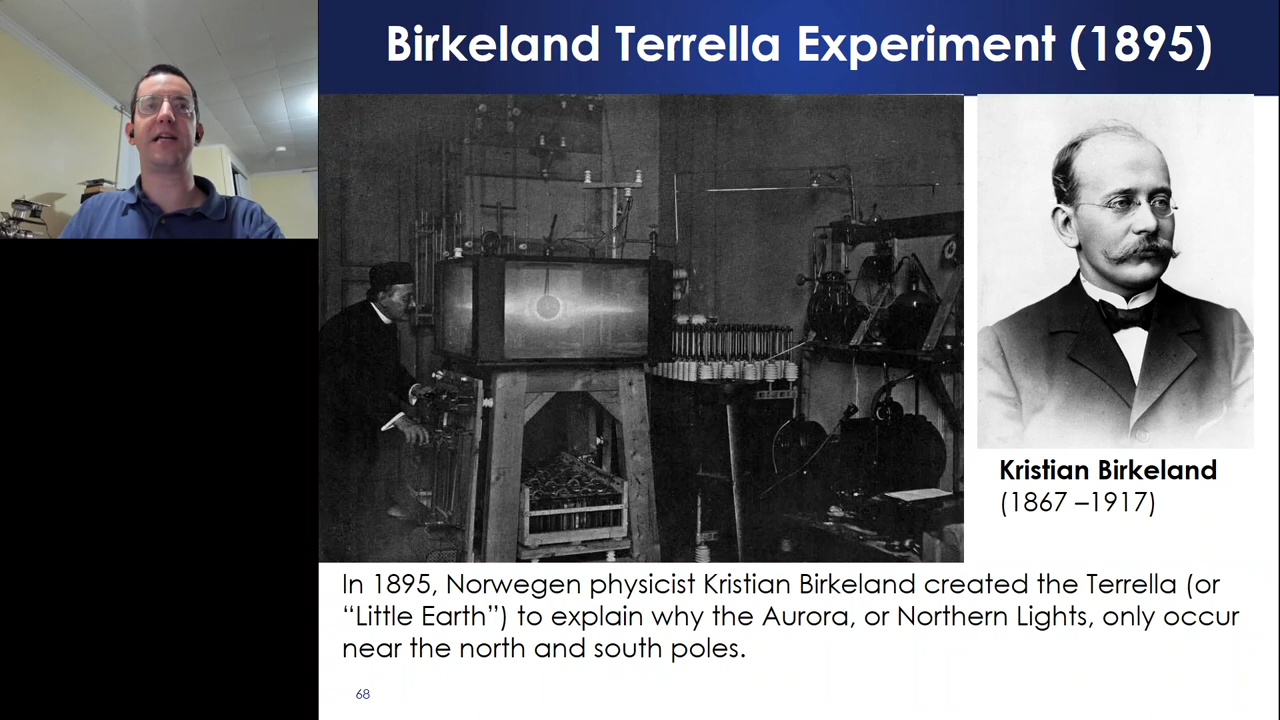 Birkeland Terrella Experiment (1895)
Kristian Birkeland
(1867 –1917)
In 1895, Norwegen physicist Kristian Birkeland created the Terrella (or
“Little Earth”) to explain why the Aurora, or Northern Lights, only occur
near the north and south poles.
68